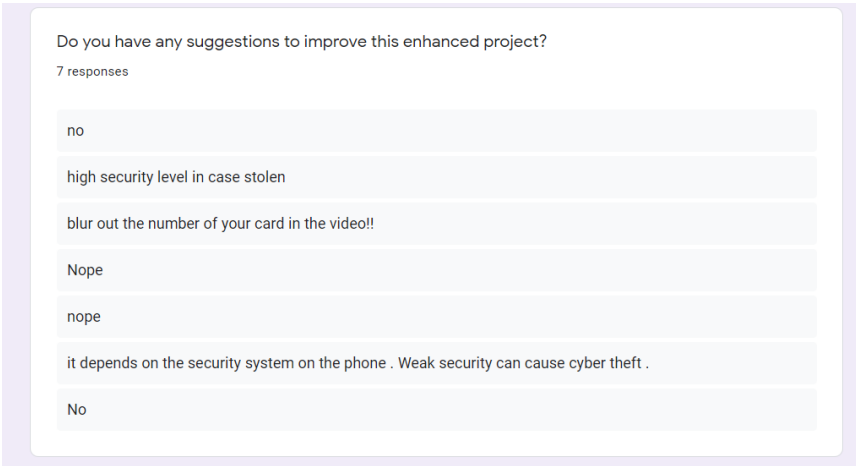 Do you have any suggestions to improve this enhanced project?
7 responses
no
high security level in case stolen
blur out the number of your card in the video!!
Nope
nope
it depends on the security system on the phone . Weak security can cause cyber theft .
No